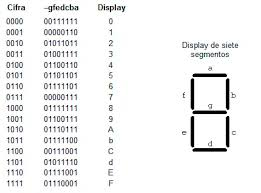 Cifra –gfedcba Display
0000 00111111 0
0001 00000110 1
0010 01011011 2
0011 01001111 3
0100 01100110 4
0101 01101101 5
0110 01111101 6
0111 00000111 7
1000 01111111 8
1001 01100111 9
1010 01110111 A
1011 01111100 b
1100 00111001 C
1101 01011110 d
1110 01111001 E
1111 01110001 F
Display de siete
segmentos
a
f b
g
e c
d